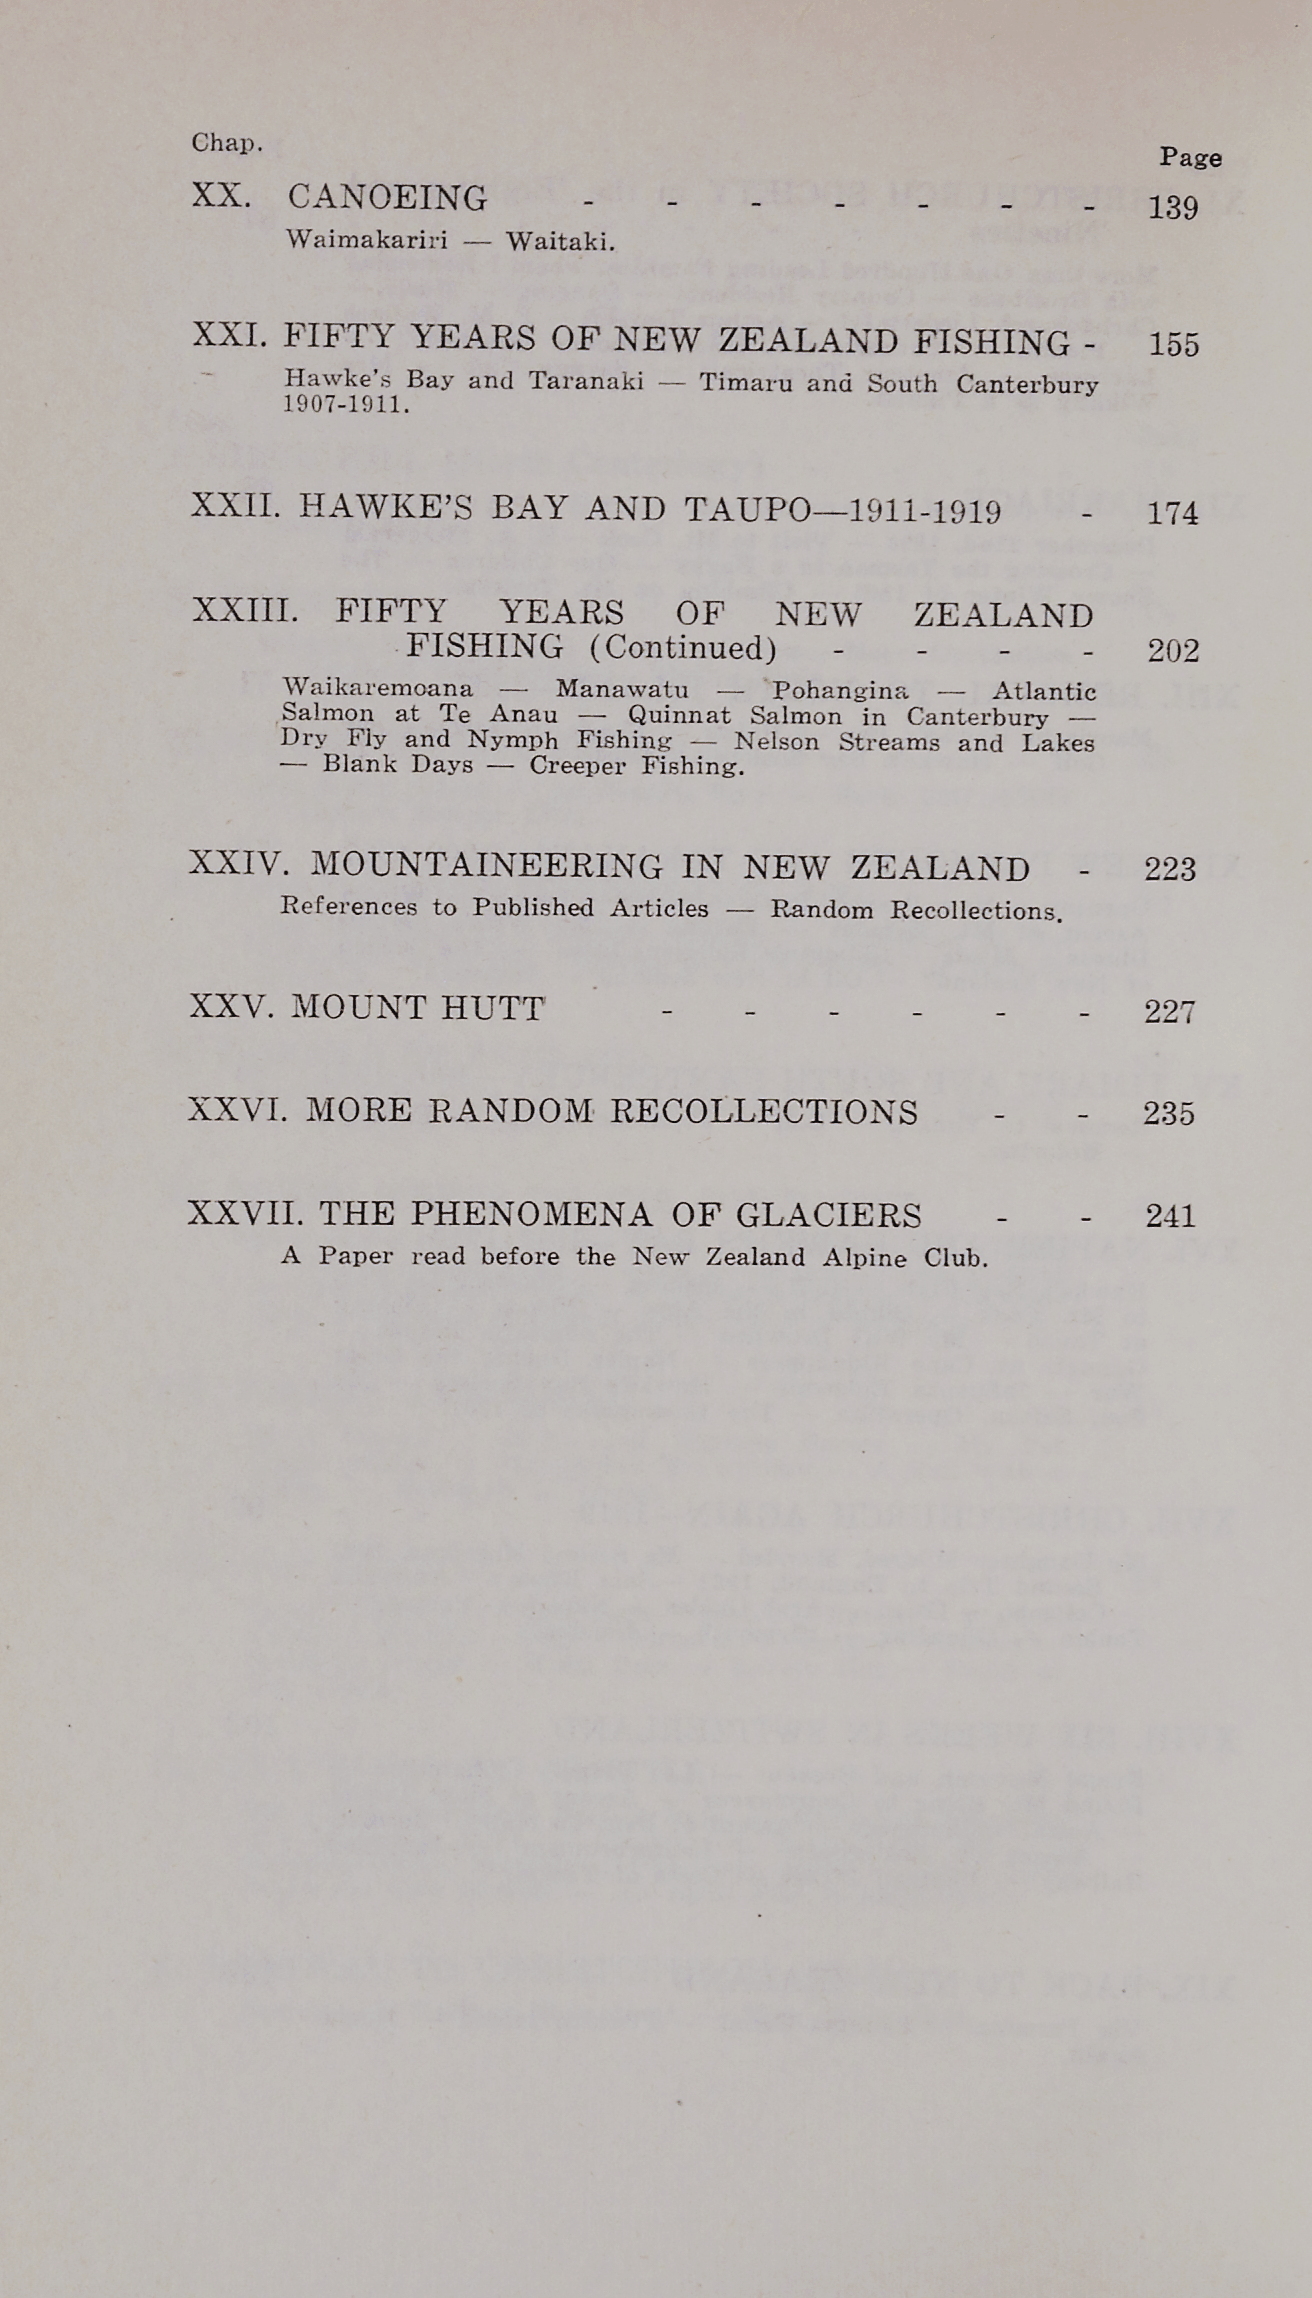 Chap.
Page
XX. CANOEING - - - - - - - 139
Waimakariri — Waitaki.
XXI. FIFTY YEARS OF NEW ZEALAND FISHING - 155
Hawke's Bay and Taranaki — Timaru and South Canterbury
1907-1911.
XXII. HAWKE'S BAY AND TAUPO—1911-1919 - 174
XXIII. FIFTY YEARS OF NEW ZEALAND
FISHING (Continued) - - - - 202
Waikaremoana — Manawatu — Pohangina — Atlantic
Salmon at Te Anau — Quinnat Salmon in Canterbury —
Dry Fly and Nymph Fishing — Nelson Streams and Lakes
— Blank Days — Creeper Fishing.
XXIV. MOUNTAINEERING IN NEW ZEALAND - 223
References to Published Articles — Random Recollections.
XXV. MOUNT HUTT - - - - - - 227
XXVI. MORE RANDOM RECOLLECTIONS - - 235
XXVII. THE PHENOMENA OF GLACIERS - - 241
A Paper read before the New Zealand Alpine Club.